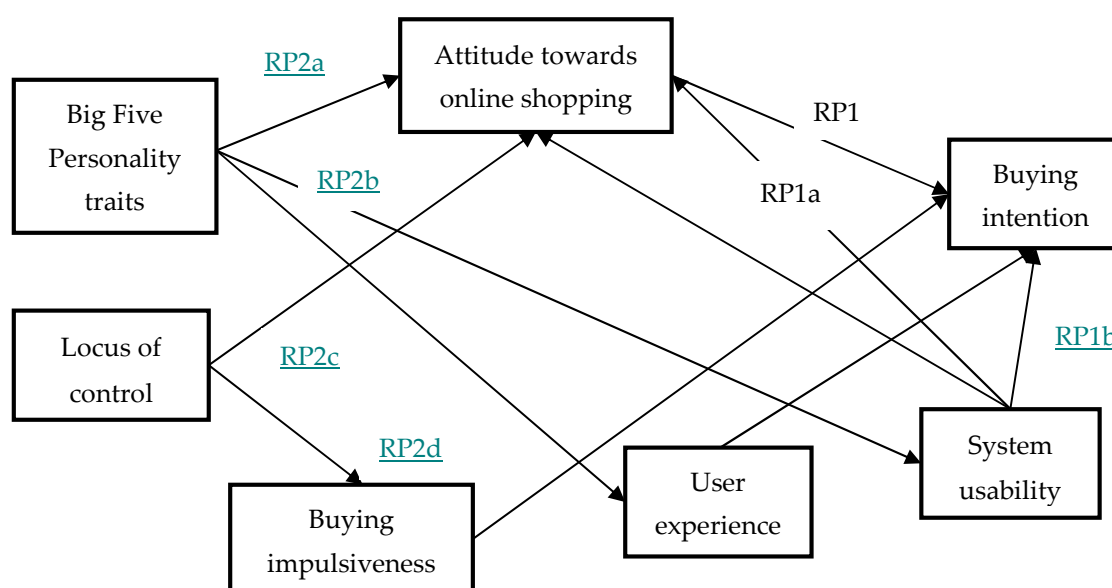 Attitude towards
online shopping
RP2a
Big Five
Personality
traits
RP1
RP2b
RP1a
Buying
intention
Locus of
control
RP2c
RP1b
RP2d
System
usability
User
experience
Buying
impulsiveness